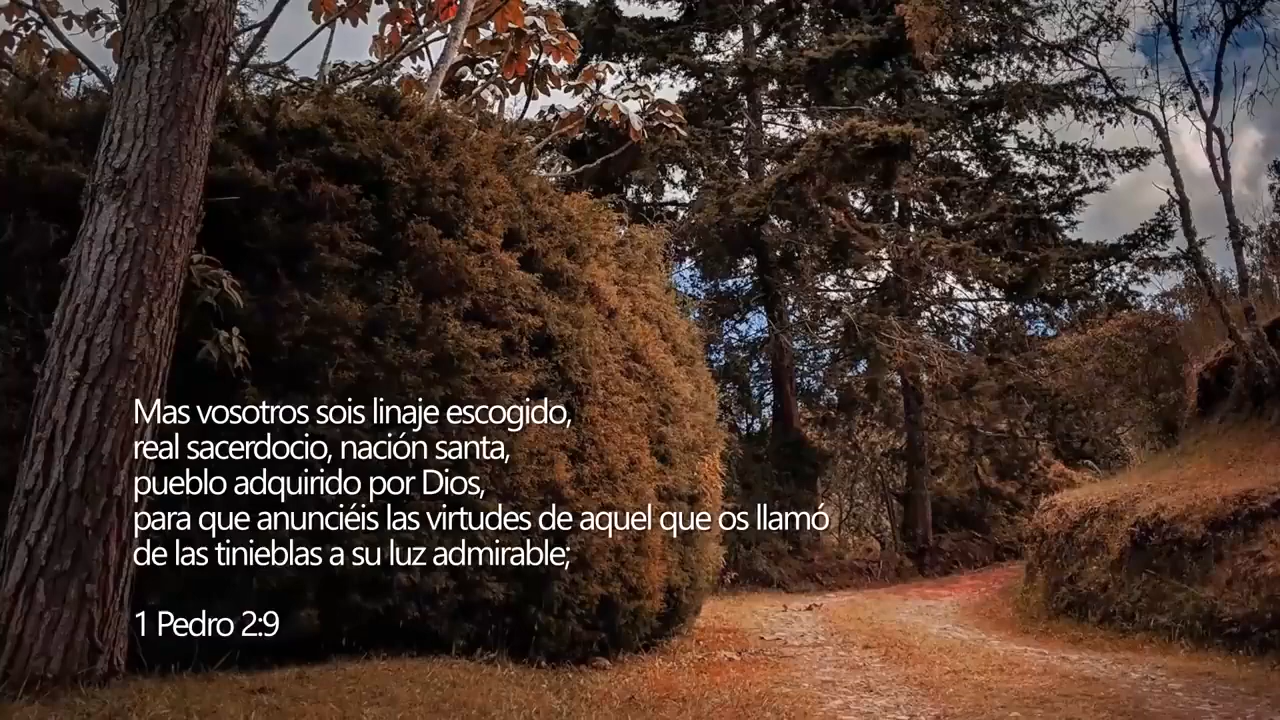 Mas vosotros sois linaje escogido,
real sacerdocio, nación santa,
pueblo adquirido por Dios,
para que anunciéis las virtudes de aquel que os llamó
de las tinieblas a su luz admirable;
1 Pedro 2:9